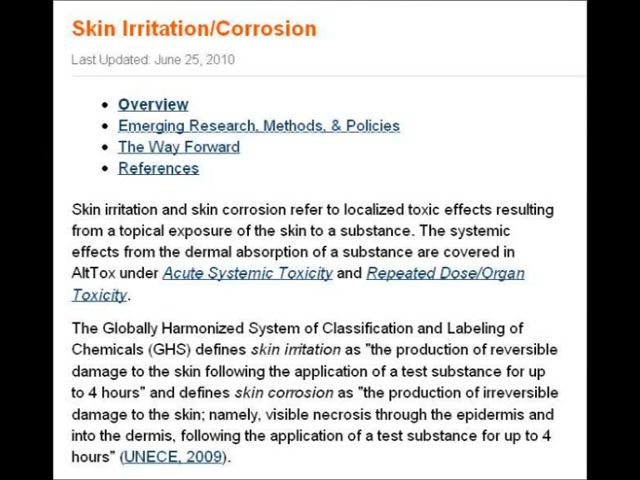 Skin Irritation/Corrosion
Last Updated: June 25, 2010
Overview
Emerging Research, Methods, & Policies
The Way Forward
References
Skin irritation and skin corrosion refer to localized toxic effects resulting
from a topical exposure of the skin to a substance. The systemic
effects from the dermal absorption of a substance are covered in
AltTox under Acute Systemic Toxicity and Repeated Dose/Organ
Toxicity.
The Globally Harmonized System of Classification and Labeling of
Chemicals (GHS) defines skin irritation as "the production of reversible
damage to the skin following the application of a test substance for up
to 4 hours" and defines skin corrosion as "the production of irreversible
damage to the skin; namely, visible necrosis through the epidermis and
into the dermis, following the application of a test substance for up to 4
hours" (UNECE, 2009).